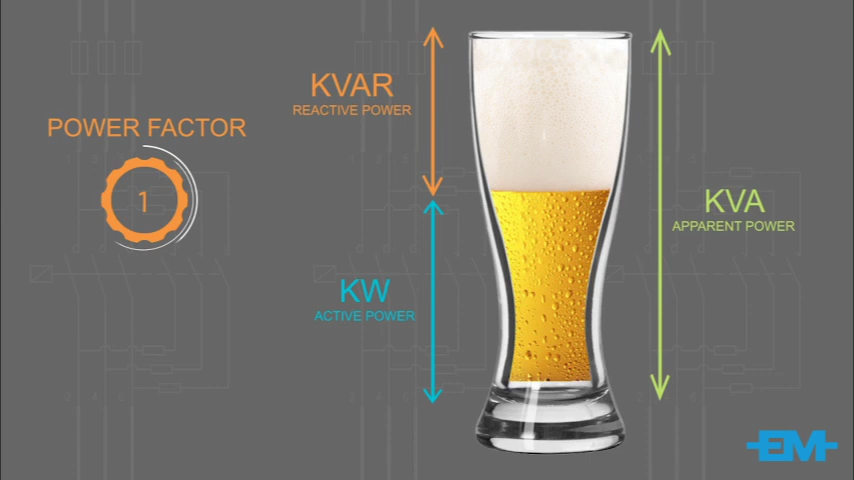 POWER FACTOR
1
KVAR
REACTIVE POWER
KW
ACTIVE POWER
KVA
APPARENT POWER
EM